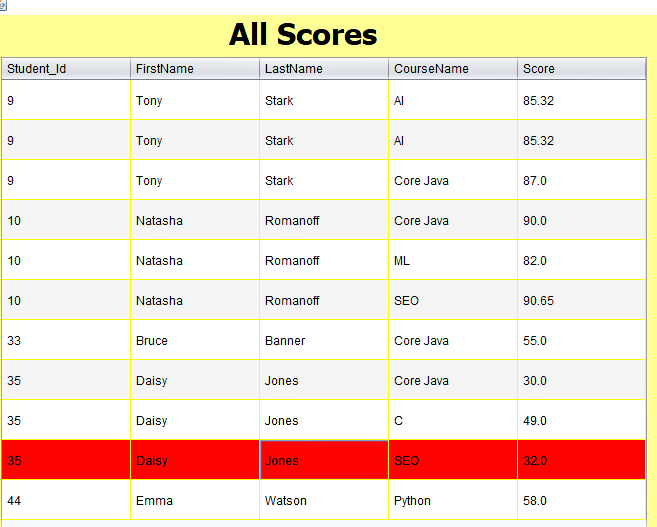 All Scores
Student_Id FirstName LastName CourseName Score
9 Tony Stark AI 85.32
9 Tony Stark AI 85.32
9 Tony Stark Core Java 87.0
10 Natasha Romanoff Core Java 90.0
10 Natasha Romanoff ML 82.0
10 Natasha Romanoff SEO 90.65
33 Bruce Banner Core Java 55.0
35 Daisy Jones Core Java 30.0
35 Daisy Jones C 49.0
35 Daisy Jones SEO 32.0
44 Emma Watson Python 58.0